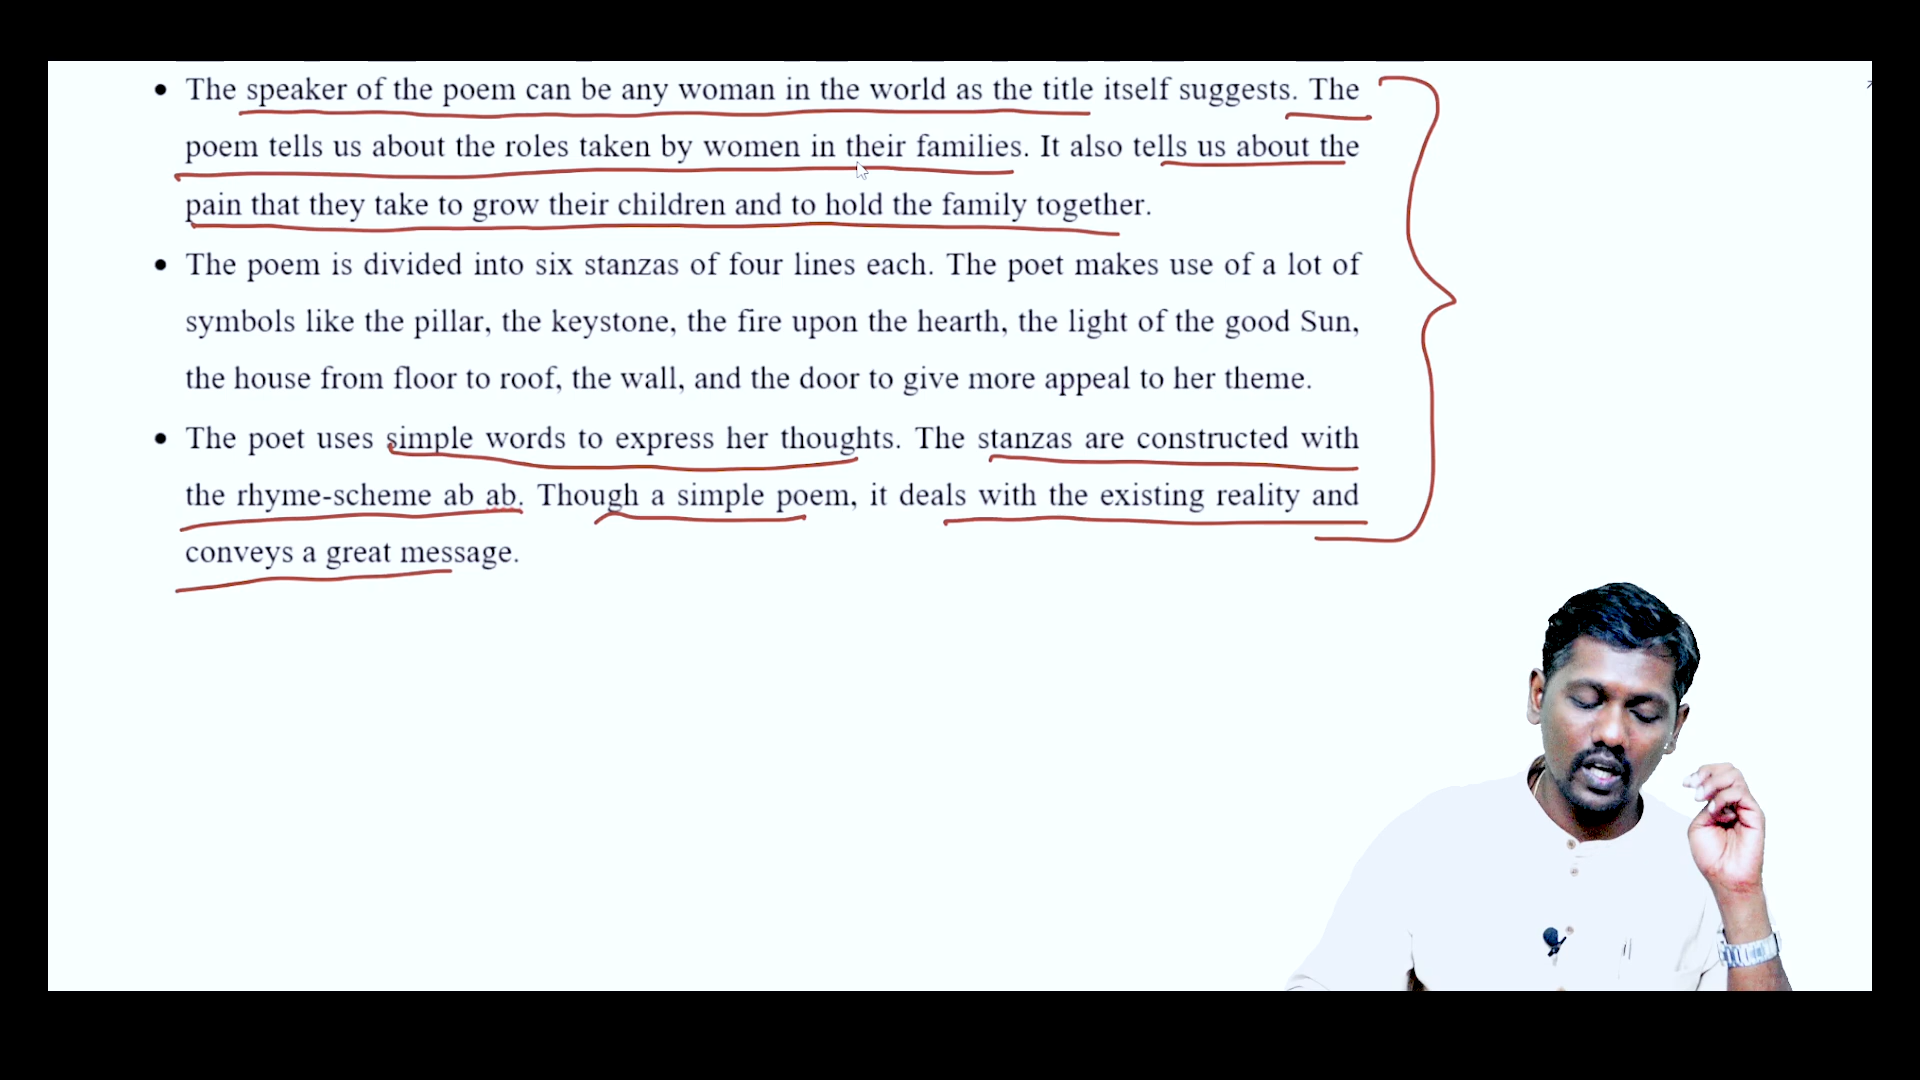 • The speaker of the poem can be any woman in the world as the title itself suggests. The
poem tells us about the roles taken by women in their families. It also tells us about the
pain that they take to grow their children and to hold the family together.
• The poem is divided into six stanzas of four lines each. The poet makes use of a lot of
symbols like the pillar, the keystone, the fire upon the hearth, the light of the good Sun,
the house from floor to roof, the wall, and the door to give more appeal to her theme.
• The poet uses simple words to express her thoughts. The stanzas are constructed with
the rhyme-scheme ab ab. Though a simple poem, it deals with the existing reality and
conveys a great message.